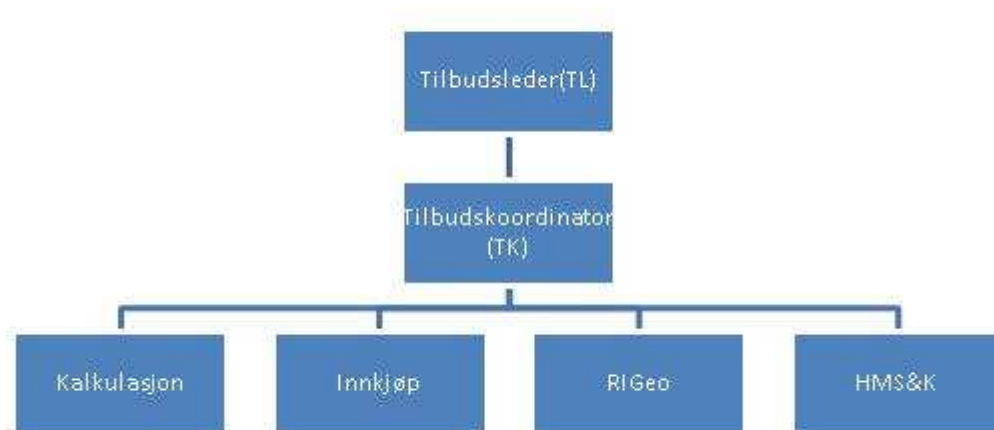 Tilbudsleder(TL)
Tilbudskoordinator
(TK)
Kalkulasjon
Innkjøp
RIGeo
HMS&K